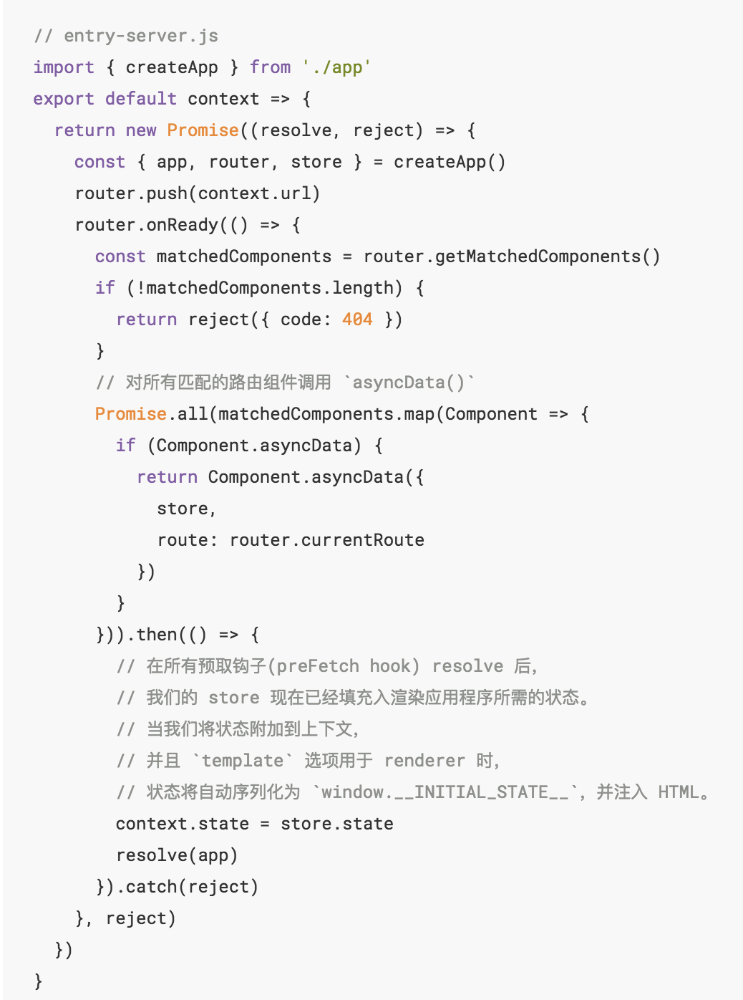 // entry-server.js
import { createApp } from './app'
export default context => {
  return new Promise((resolve, reject) => {
    const { app, router, store } = createApp()
    router.push(context.url)
    router.onReady(() => {
      const matchedComponents = router.getMatchedComponents()
      if (!matchedComponents.length) {
        return reject({ code: 404 })
      }
      // 对所有匹配的路由组件调用 `asyncData()`
      Promise.all(matchedComponents.map(Component => {
        if (Component.asyncData) {
          return Component.asyncData({
            store,
            route: router.currentRoute
          })
        }
      })).then(() => {
        // 在所有预取钩子(preFetch hook) resolve 后，
        // 我们的 store 现在已经填充入渲染应用程序所需的状态。
        // 当我们将状态附加到上下文，
        // 并且 `template` 选项用于 renderer 时，
        // 状态将自动序列化为 `window.__INITIAL_STATE__`，并注入 HTML。
        context.state = store.state
        resolve(app)
      }).catch(reject)
    }, reject)
  })
}